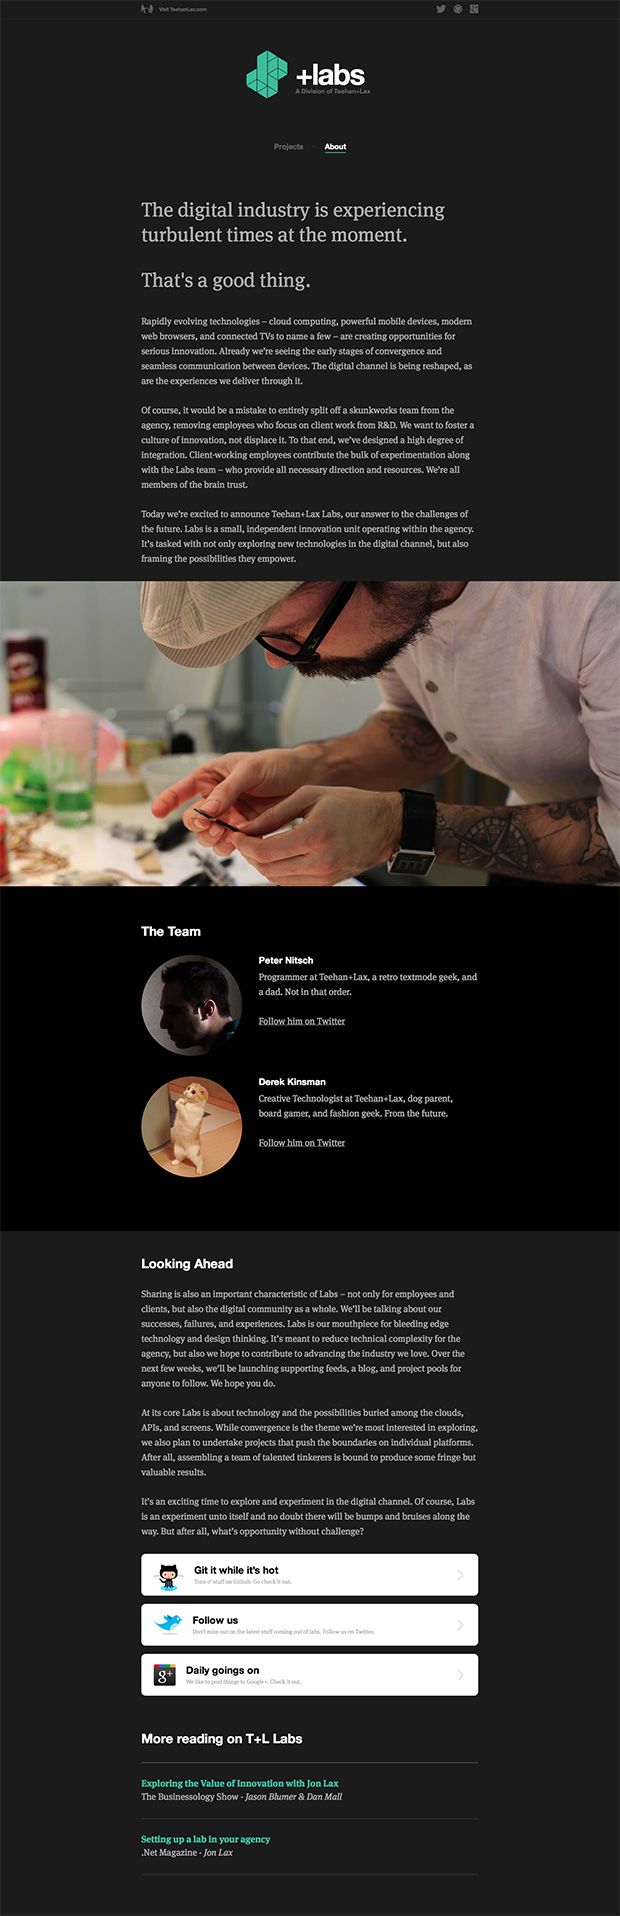 Visit TeehanLax.com
+labs
A Division of Teehan+Lax
Projects · About
The digital industry is experiencing
turbulent times at the moment.
That's a good thing.
Rapidly evolving technologies – cloud computing, powerful mobile devices, modern
web browsers, and connected TVs to name a few – are creating opportunities for
serious innovation. Already we're seeing the early stages of convergence and
seamless communication between devices. The digital channel is being reshaped, as
are the experiences we deliver through it.
Of course, it would be a mistake to entirely split off a skunkworks team from the
agency, removing employees who focus on client work from R&D. We want to foster a
culture of innovation, not displace it. To that end, we've designed a high degree of
integration. Client-working employees contribute the bulk of experimentation along
with the Labs team – who provide all necessary direction and resources. We're all
members of the brain trust.
Today we're excited to announce Teehan+Lax Labs, our answer to the challenges of
the future. Labs is a small, independent innovation unit operating within the agency.
It's tasked with not only exploring new technologies in the digital channel, but also
framing the possibilities they empower.
The Team
Peter Nitsch
Programmer at Teehan+Lax, a retro textmode geek, and
a dad. Not in that order.
Follow him on Twitter
Derek Kinsman
Creative Technologist at Teehan+Lax, dog parent,
board gamer, and fashion geek. From the future.
Follow him on Twitter
Looking Ahead
Sharing is also an important characteristic of Labs – not only for employees and
clients, but also the digital community as a whole. We'll be talking about our
successes, failures, and experiences. Labs is our mouthpiece for bleeding edge
technology and design thinking. It's meant to reduce technical complexity for the
agency, but also we hope to contribute to advancing the industry we love. Over the
next few weeks, we'll be launching supporting feeds, a blog, and project pools for
anyone to follow. We hope you do.
At its core Labs is about technology and the possibilities buried among the clouds,
APIs, and screens. While convergence is the theme we're most interested in exploring,
we also plan to undertake projects that push the boundaries on individual platforms.
After all, assembling a team of talented tinkerers is bound to produce some fringe but
valuable results.
It's an exciting time to explore and experiment in the digital channel. Of course, Labs
is an experiment unto itself and no doubt there will be bumps and bruises along the
way. But after all, what's opportunity without challenge?
Git it while it's hot
Tons o' stuff on Github. Go check it out.
Follow us
Don't miss out on the latest stuff coming out of labs. Follow us on Twitter.
g+
Daily goings on
We like to post things to Google+. Check it out.
More reading on T+L Labs
Exploring the Value of Innovation with Jon Lax
The Businessology Show - Jason Blumer & Dan Mall
Setting up a lab in your agency
.Net Magazine - Jon Lax